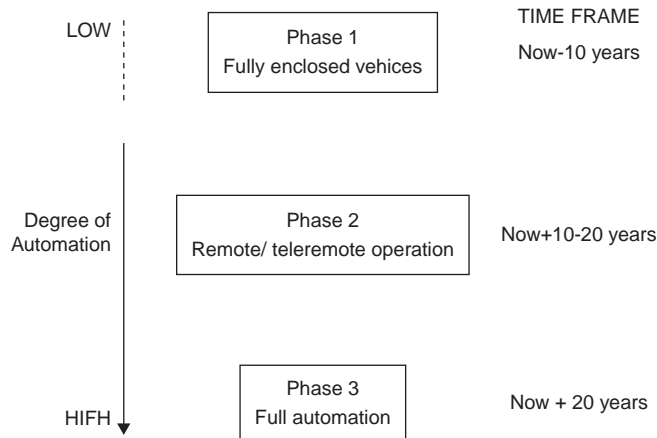 LOW
Phase 1
Fully enclosed vehices
TIME FRAME
Now-10 years
Degree of
Automation
Phase 2
Remote/ teleremote operation
Now+10-20 years
HIFH
Phase 3
Full automation
Now + 20 years